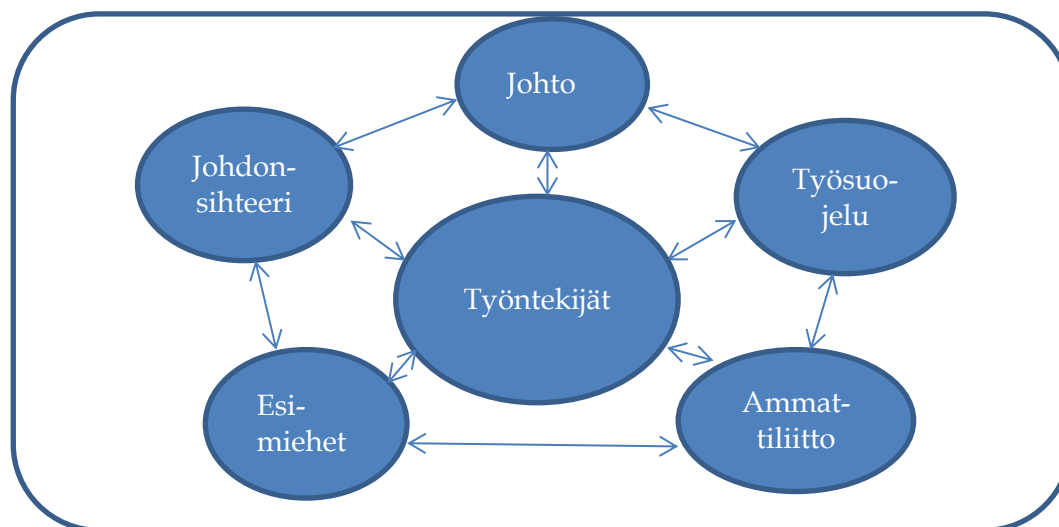 Johto
Johdon-
sihteeri
Työsuo-
jelu
Työntekijät
Esi-
miehet
Ammat-
tiliitto